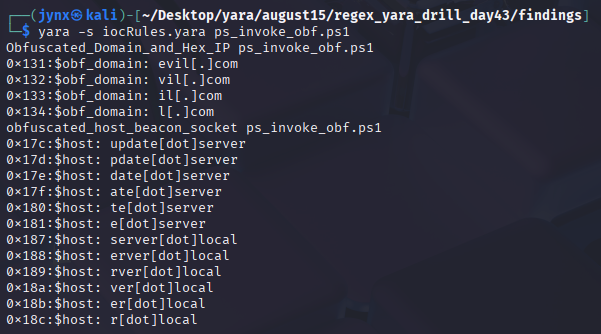 ┌──(jynx㉿kali)-[~/Desktop/yara/august15/regex_yara_drill_day43/findings]
└─$ yara -s iocRules.yara ps_invoke_obf.ps1
Obfuscated_Domain_and_Hex_IP ps_invoke_obf.ps1
0×131:$obf_domain: evil[.]com
0×132:$obf_domain: vil[.]com
0×133:$obf_domain: il[.]com
0×134:$obf_domain: l[.]com
obfuscated_host_beacon_socket ps_invoke_obf.ps1
0×17c:$host: update[dot]server
0×17d:$host: pdate[dot]server
0×17e:$host: date[dot]server
0×17f:$host: ate[dot]server
0×180:$host: te[dot]server
0×181:$host: e[dot]server
0×187:$host: server[dot]local
0×188:$host: erver[dot]local
0×189:$host: rver[dot]local
0×18a:$host: ver[dot]local
0×18b:$host: er[dot]local
0×18c:$host: r[dot]local